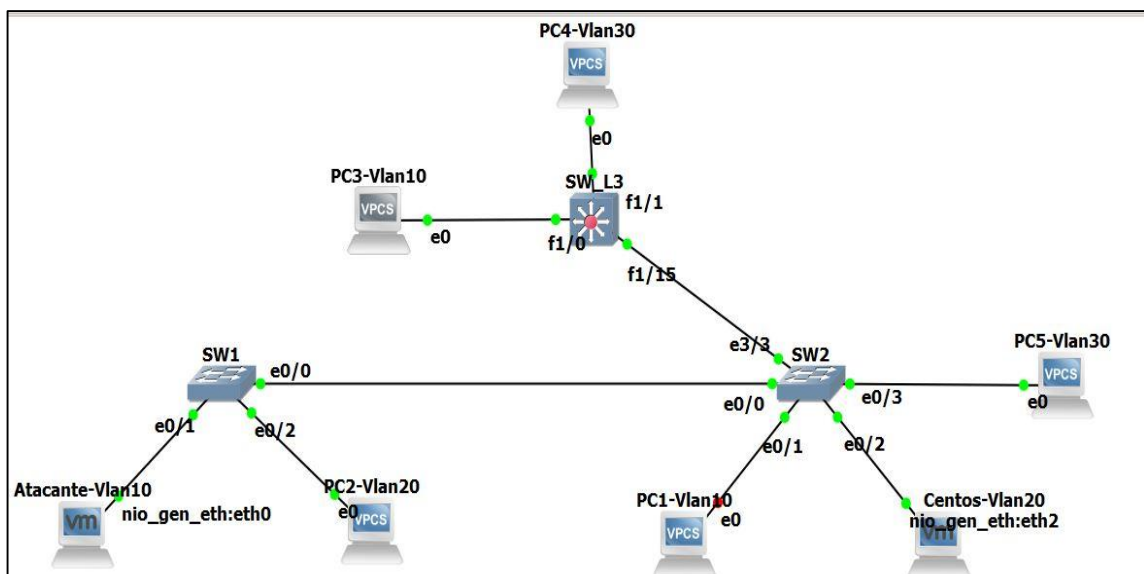 PC4-Vlan30
VPCS
e0
SW_L3
PC3-Vlan10
VPCS
e0
f1/0
f1/1
f1/15
e3/3
SW1
e0/0
SW2
e0/0
e0/3
PC5-Vlan30
VPCS
e0
e0/1
e0/2
e0/1
e0/2
Atacante-Vlan10
vm
nio_gen_eth:eth0
PC2-Vlan20
e0
VPCS
PC1-Vlan10
e0
VPCS
Centos-Vlan20
nio_gen_eth:eth2
vm